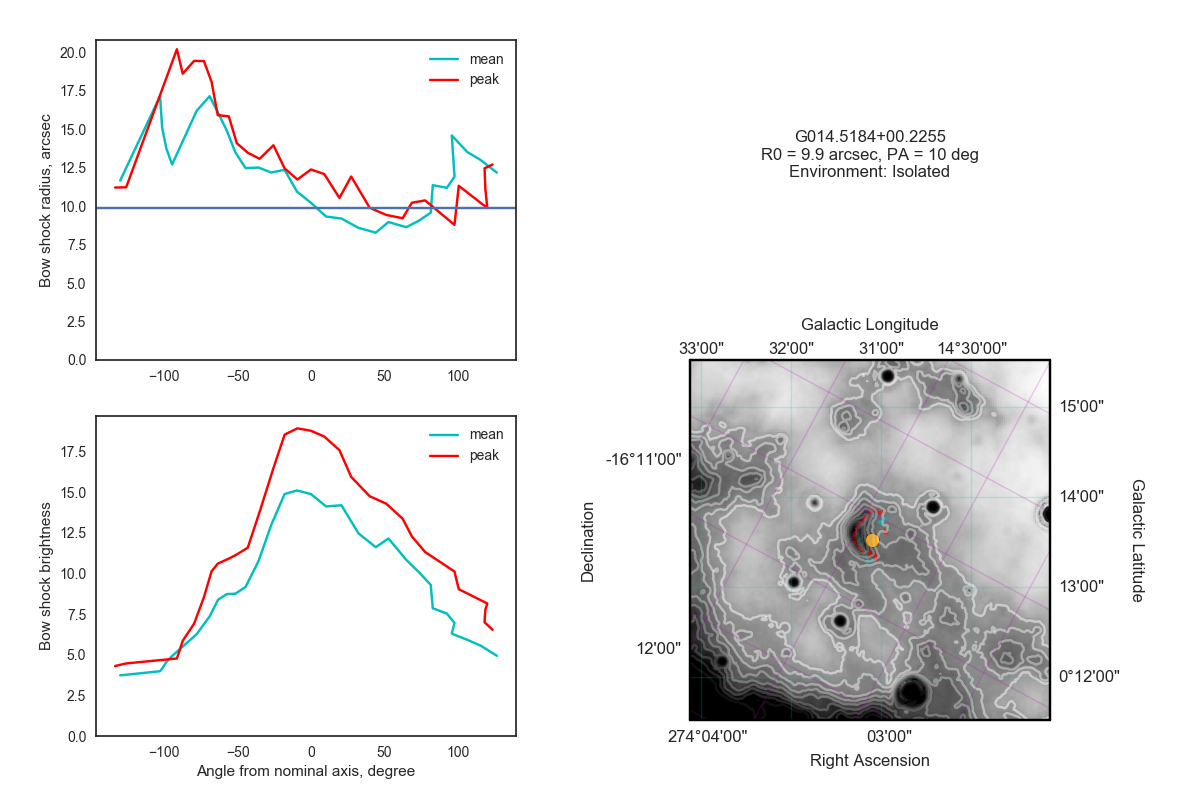 20.0
17.5
15.0
12.5
10.0
7.5
5.0
2.5
0.0
Bow shock radius, arcsec
mean
peak
−100
−50
0
50
100
17.5
15.0
12.5
10.0
7.5
5.0
2.5
0.0
Bow shock brightness
mean
peak
−100
−50
0
50
100
Angle from nominal axis, degree
G014.5184+00.2255
R0 = 9.9 arcsec, PA = 10 deg
Environment: Isolated
Galactic Longitude
33'00" 32'00" 31'00" 14°30'00"
15'00"
14'00"
13'00"
0°12'00"
Galactic Latitude
-16°11'00"
12'00"
Declination
274°04'00" 03'00"
Right Ascension